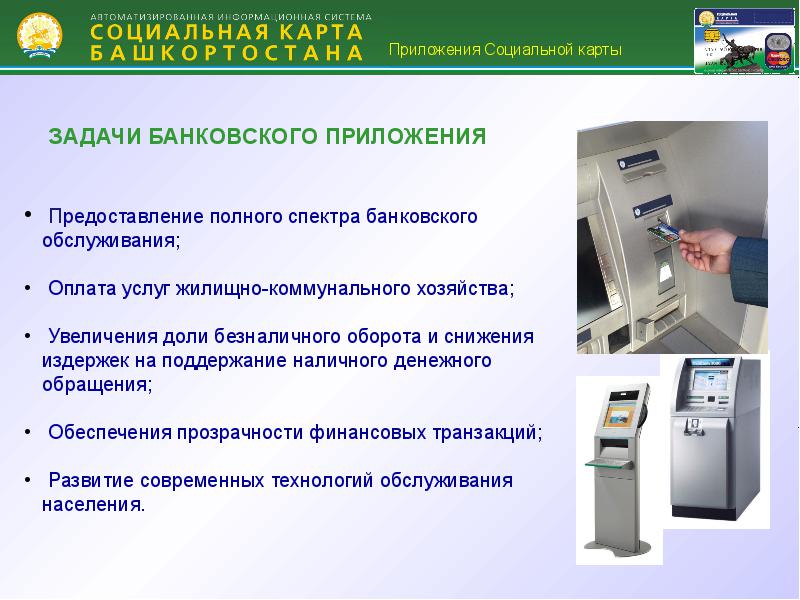 АВТОМАТИЗИРОВАННАЯ ИНФОРМАЦИОННАЯ СИСТЕМА
СОЦИАЛЬНАЯ КАРТА
БАШКОРТОСТАНА
Приложения Социальной карты
ЗАДАЧИ БАНКОВСКОГО ПРИЛОЖЕНИЯ
• Предоставление полного спектра банковского
обслуживания;
• Оплата услуг жилищно-коммунального хозяйства;
• Увеличения доли безналичного оборота и снижения
издержек на поддержание наличного денежного
обращения;
• Обеспечения прозрачности финансовых транзакций;
• Развитие современных технологий обслуживания
населения.